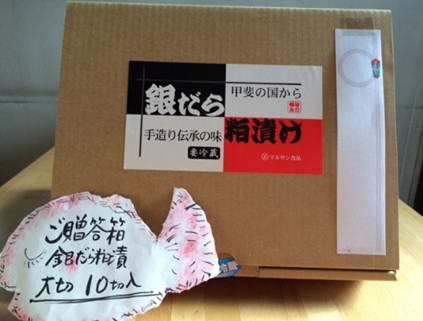 銀だら
甲斐の国から
手造り伝承の味
粕漬け
要冷蔵
マルサン食品
ご贈答箱
銀だら粕漬
大切 10切入
冷蔵